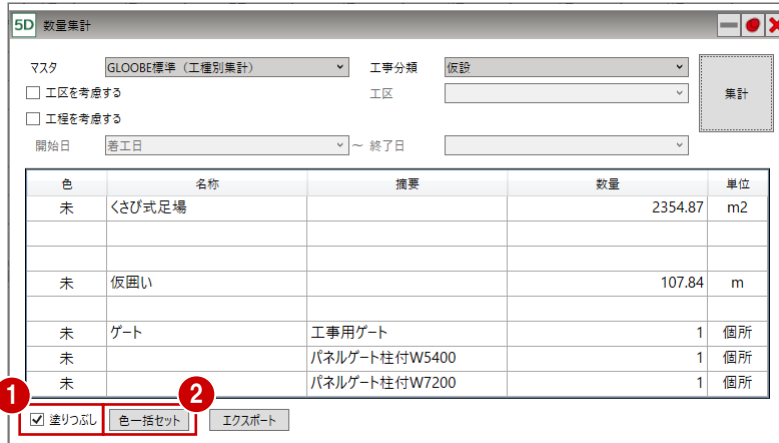 5D 数量集計
マスタ GLOOBE標準（工種別集計） 工事分類 仮設
工区を考慮する 工区 集計
工程を考慮する
開始日 着工日 ～ 終了日
色 名称 摘要 数量 単位
未 くさび式足場 2354.87 m2
未 仮囲い 107.84 m
未 ゲート 工事用ゲート 1 個所
未 パネルゲート柱付W5400 1 個所
未 パネルゲート柱付W7200 1 個所
1 2
塗りつぶし 色一括セット エクスポート